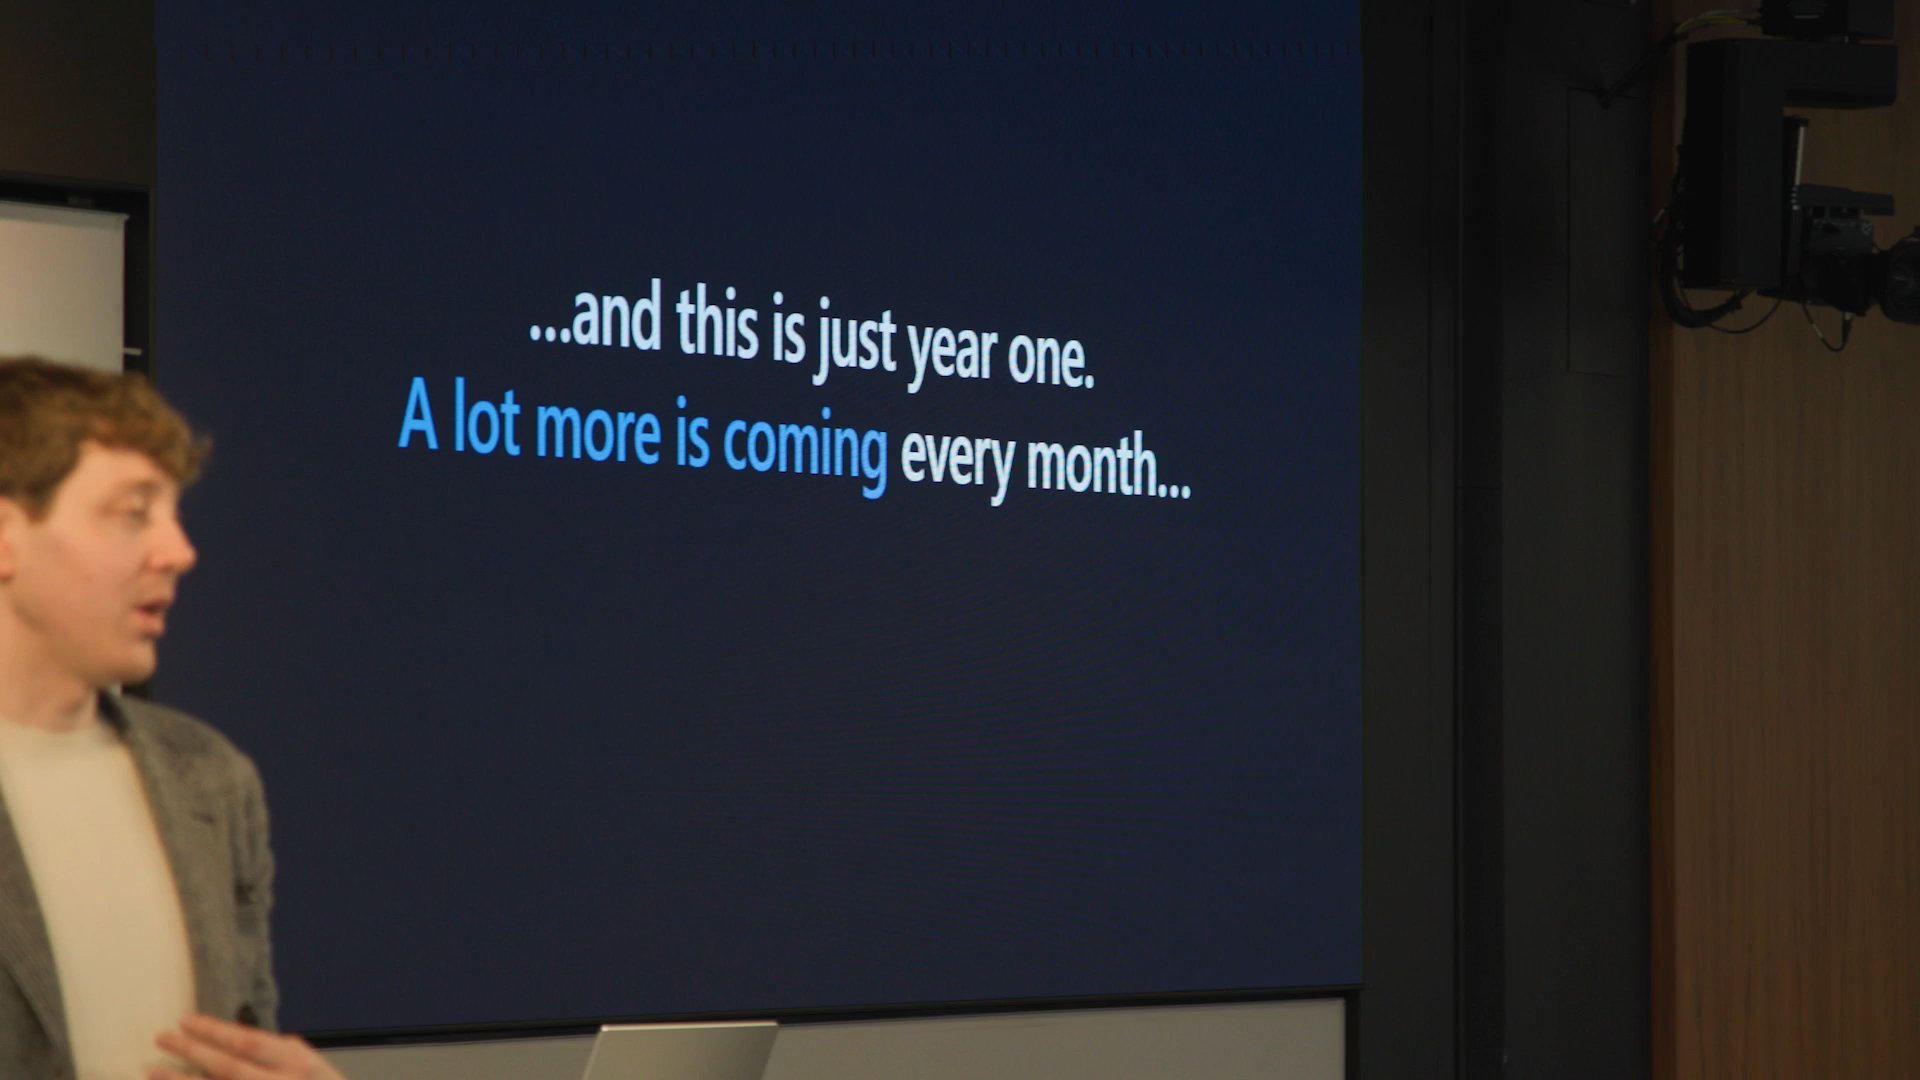 ...and this is just year one.
A lot more is coming every month...